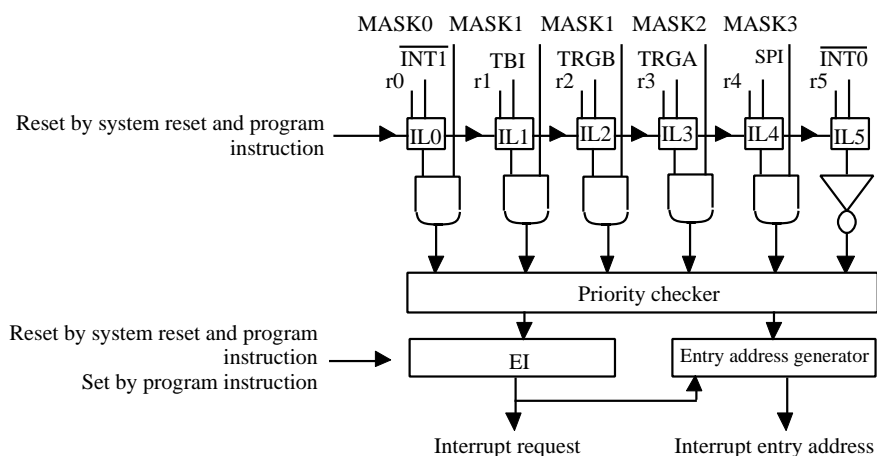 MASK0 MASK1 MASK1 MASK2 MASK3
INT1 TBI TRGB TRGA SPI INT0
r0 r1 r2 r3 r4 r5
Reset by system reset and program
instruction
IL0 IL1 IL2 IL3 IL4 IL5
Priority checker
Reset by system reset and program
instruction
Set by program instruction
EI
Entry address generator
Interrupt request
Interrupt entry address